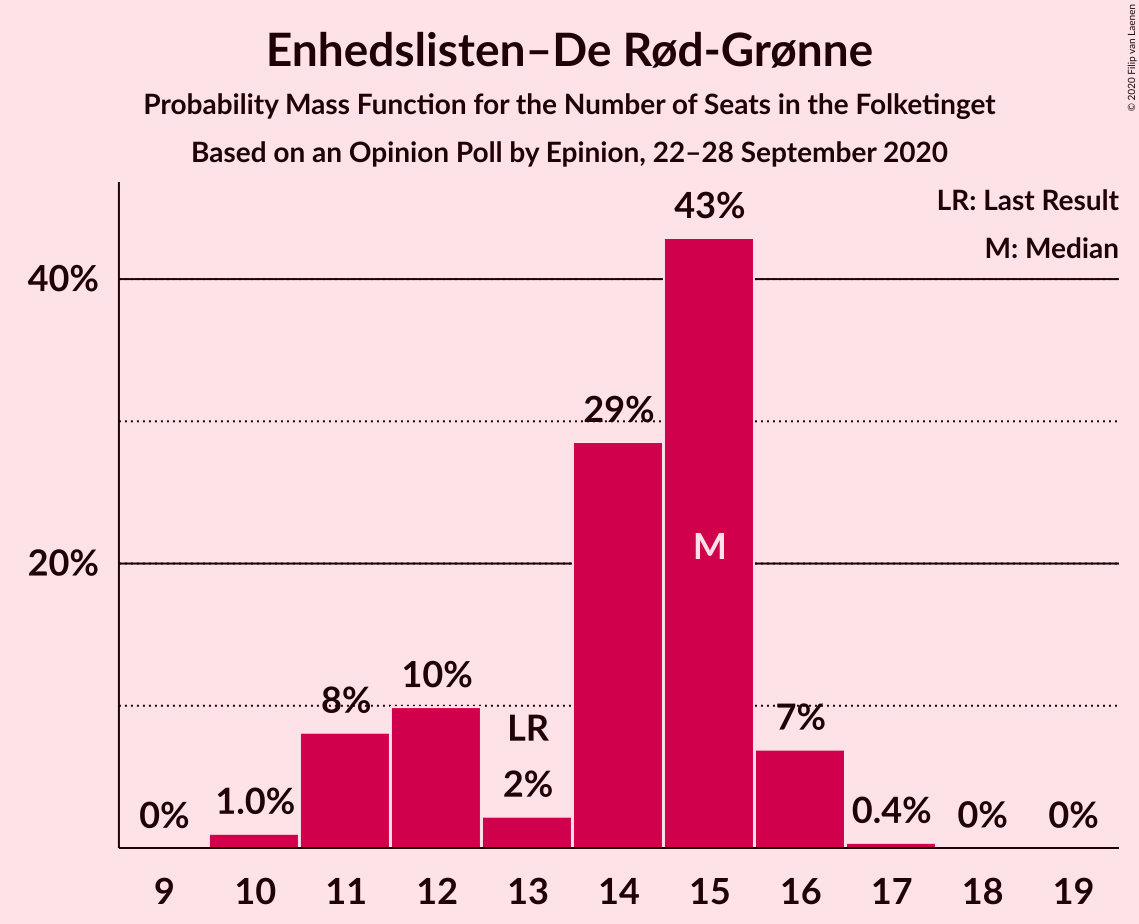 Enhedslisten–De Rød-Grønne
Probability Mass Function for the Number of Seats in the Folketinget
Based on an Opinion Poll by Epinion, 22–28 September 2020
© 2020 Filip van Laenen
LR: Last Result
M: Median
43%
40%
29%
M
20%
10%
8%
LR
7%
2%
1.0%
0.4%
0%
0%
0%
9 10 11 12 13 14 15 16 17 18 19